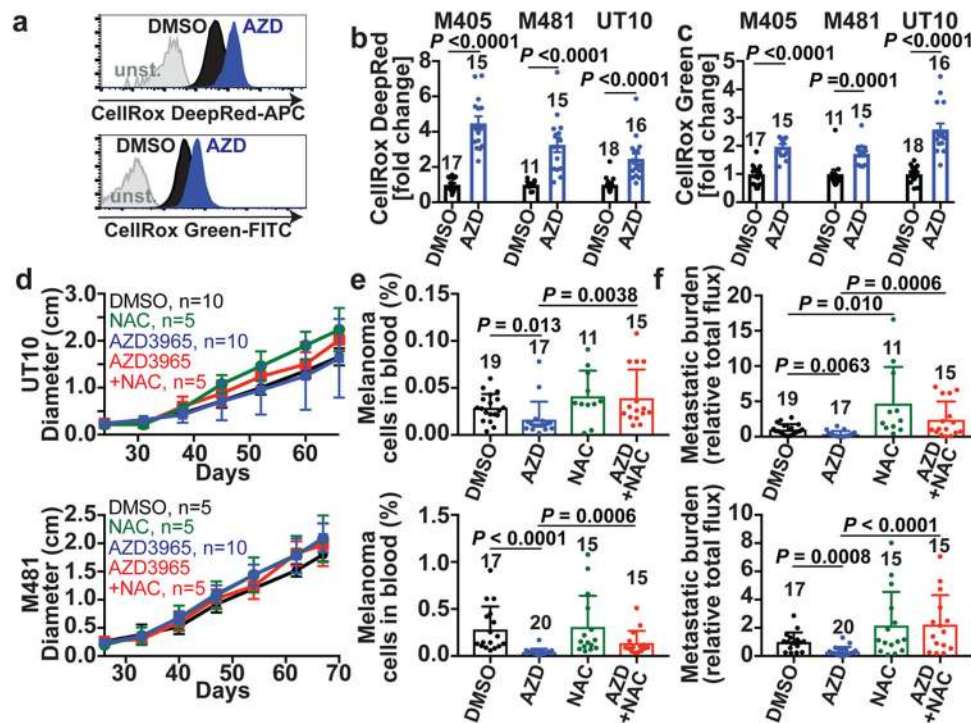 a
DMSO AZD
unst.
CellRox DeepRed-APC
DMSO AZD
unst.
CellRox Green-FITC
b
M405 M481 UT10
P <0.0001
P <0.0001
P <0.0001
CellRox DeepRed
[fold change]
8
6
4
2
0
17 15 11 15 18 16
DMSO AZD DMSO AZD DMSO AZD
c
M405 M481 UT10
P <0.0001
P <0.0001
P =0.0001
CellRox Green
[fold change]
5
4
3
2
1
0
17 15 11 15 18 16
DMSO AZD DMSO AZD DMSO AZD
d
DMSO, n=10
NAC, n=5
AZD3965, n=10
AZD3965
+NAC, n=5
UT10
Diameter (cm)
3.0
2.0
1.0
0.0
30 40 50 60
Days
DMSO, n=5
NAC, n=5
AZD3965, n=10
AZD3965
+NAC, n=5
M481
Diameter (cm)
2.5
2.0
1.5
1.0
0.5
0.0
30 40 50 60 70
Days
e
Melanoma
cells in blood (%)
0.15
0.10
0.05
0.00
P = 0.0038
P = 0.013
19 17 11 15
DMSO AZD NAC AZD
+NAC
Melanoma
cells in blood (%)
1.5
1.0
0.5
0.0
P = 0.0006
P < 0.0001
17 20 15 15
DMSO AZD NAC AZD
+NAC
f
Metastatic burden
(relative total flux)
20
15
10
5
0
P = 0.0006
P = 0.010
P = 0.0063
19 17 11 15
DMSO AZD NAC AZD
+NAC
Metastatic burden
(relative total flux)
10
8
6
4
2
0
P < 0.0001
P = 0.0008
17 20 15 15
DMSO AZD NAC AZD
+NAC